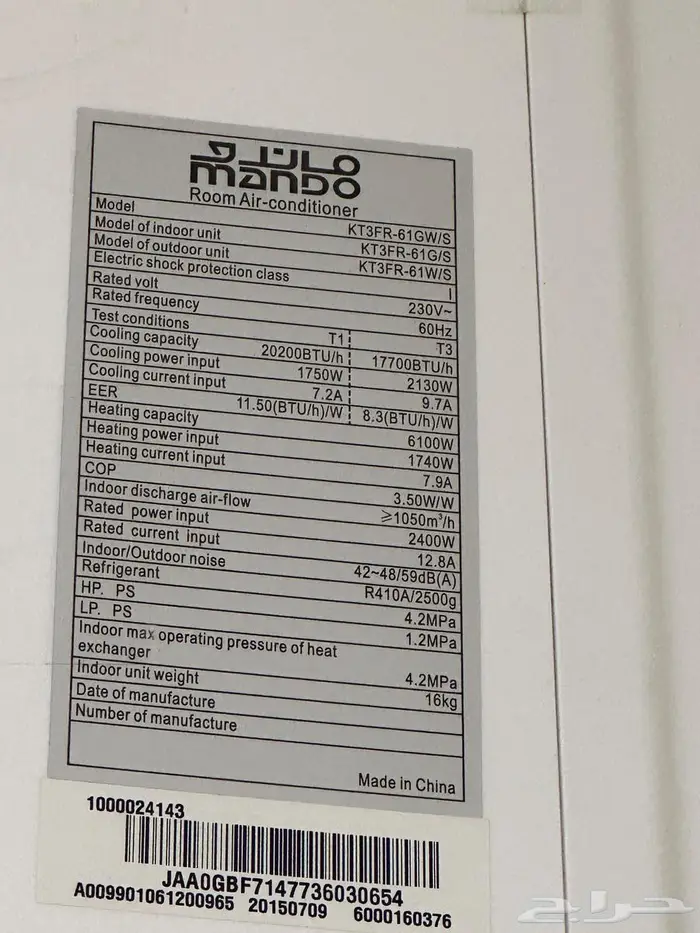 ماندو
manDo
Room Air-conditioner
Model KT3FR-61GW/S
Model of indoor unit KT3FR-61G/S
Model of outdoor unit KT3FR-61W/S
Electric shock protection class I
Rated volt 230V~
Rated frequency 60Hz
Test conditions T1 T3
Cooling capacity 20200BTU/h 17700BTU/h
Cooling power input 1750W 2130W
Cooling current input 7.2A 9.7A
EER 11.50(BTU/h)/W 8.3(BTU/h)/W
Heating capacity 6100W
Heating power input 1740W
Heating current input 7.9A
COP 3.50W/W
Indoor discharge air-flow ≥1050m³/h
Rated power input 2400W
Rated current input 12.8A
Indoor/Outdoor noise 42~48/59dB(A)
Refrigerant R410A/2500g
HP. PS 4.2MPa
LP. PS 1.2MPa
Indoor max operating pressure of heat
exchanger 4.2MPa
Indoor unit weight 16kg
Date of manufacture
Number of manufacture
Made in China
1000024143
JAA0GBF7147736030654
A009901061200965 20150709 6000160376
حراج